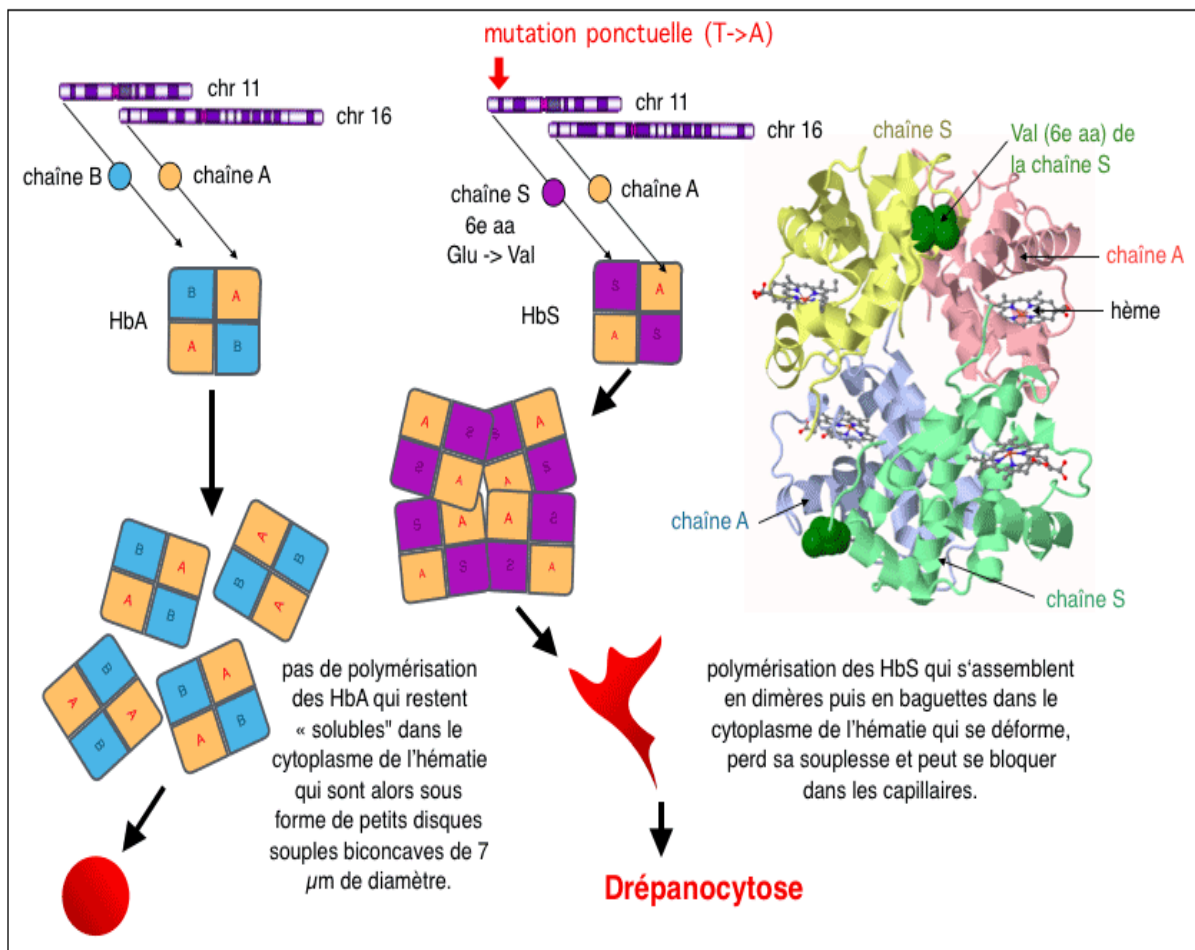 mutation ponctuelle (T->A)
chr 11
chr 16
chaîne B
chaîne A
HbA
B
A
A
B
chr 11
chr 16
chaîne S
6e aa
Glu -> Val
chaîne A
HbS
S
A
A
S
chaîne S
Val (6e aa) de
la chaîne S
chaîne A
hème
chaîne A
chaîne S
A
S
S
A
S
A
A
S
S
A
A
S
A
S
S
A
B
A
A
B
A
B
B
A
B
A
A
B
B
A
A
B
pas de polymérisation
des HbA qui restent
« solubles" dans le
cytoplasme de l’hématie
qui sont alors sous
forme de petits disques
souples biconcaves de 7
µm de diamètre.
polymérisation des HbS qui s‘assemblent
en dimères puis en baguettes dans le
cytoplasme de l’hématie qui se déforme,
perd sa souplesse et peut se bloquer
dans les capillaires.
Drépanocytose